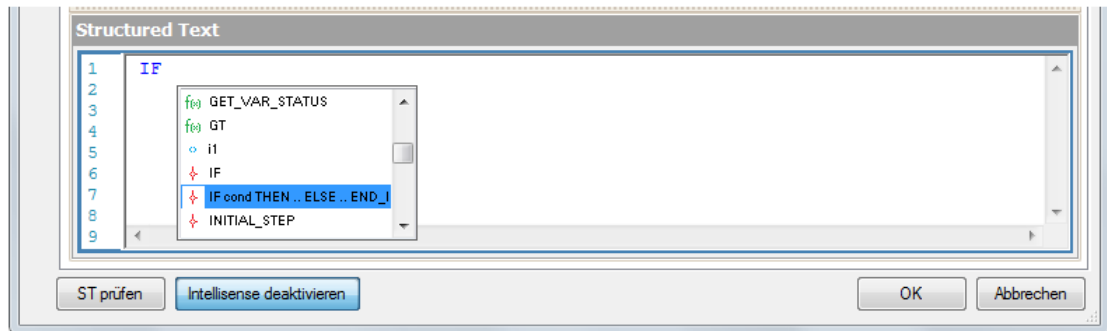 Structured Text
1 IF
2
3
4
5
6
7
8
9
f(x) GET_VAR_STATUS
f(x) GT
i1
IF
IF cond THEN .. ELSE .. END_I
INITIAL_STEP
ST prüfen Intellisense deaktivieren OK Abbrechen